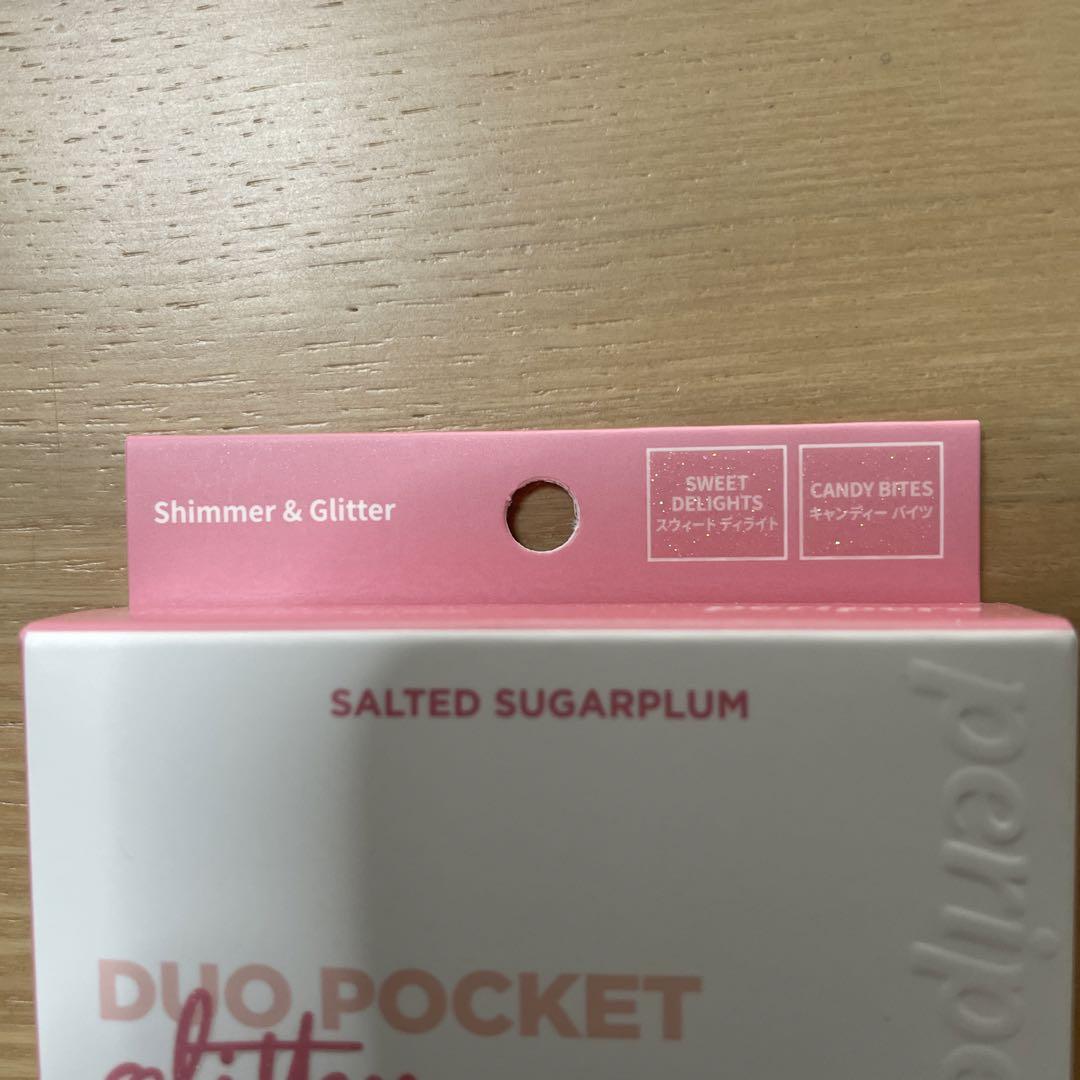 Shimmer & Glitter
SWEET
DELIGHTS
スウィート ディライト
CANDY BITES
キャンディー バイツ
SALTED SUGARPLUM
DUO POCKET
glitter